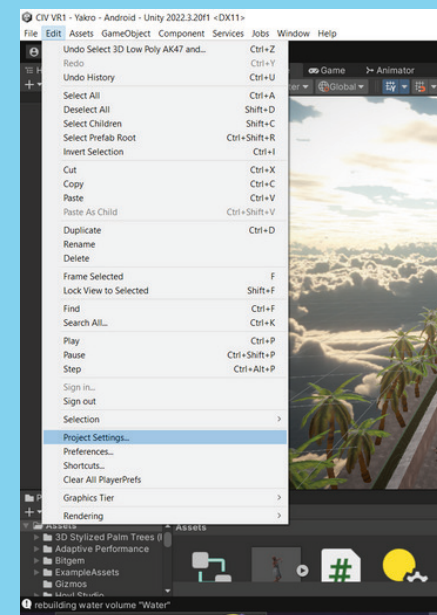 CIV VR1 - Yakro - Android - Unity 2022.3.20f1 <DX11>
File Edit Assets GameObject Component Services Jobs Window Help
Undo Select 3D Low Poly AK47 and... Ctrl+Z
Redo Ctrl+Y
Undo History Ctrl+U
Select All Ctrl+A
Deselect All Shift+D
Select Children Shift+C
Select Prefab Root Ctrl+Shift+R
Invert Selection Ctrl+I
Cut Ctrl+X
Copy Ctrl+C
Paste Ctrl+V
Paste As Child Ctrl+Shift+V
Duplicate Ctrl+D
Rename
Delete
Frame Selected F
Lock View to Selected Shift+F
Find Ctrl+F
Search All... Ctrl+K
Play Ctrl+P
Pause Ctrl+Shift+P
Step Ctrl+Alt+P
Sign in...
Sign out
Selection
Project Settings...
Preferences...
Shortcuts...
Clear All PlayerPrefs
Graphics Tier
Rendering
Game Animator
Global
Assets
3D Stylized Palm Trees
Adaptive Performance
Bitgem
ExampleAssets
Gizmos
Hovl Studio
Assets
#
rebuilding water volume "Water"